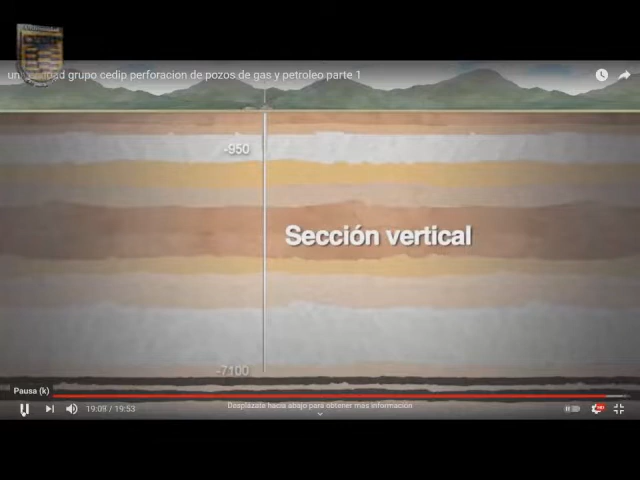 grupo cedip perforacion de pozos de gas y petroleo parte 1
-950
Sección vertical
-7100
Pausa (k)
19:03 / 19:53
Desplázate hacia abajo para obtener más información